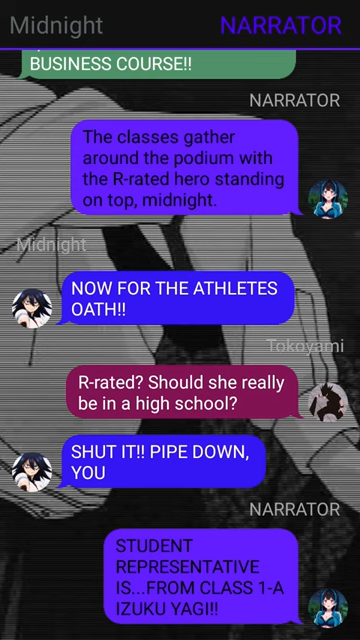 Midnight NARRATOR
BUSINESS COURSE!!
NARRATOR
The classes gather
around the podium with
the R-rated hero standing
on top, midnight.
Midnight
NOW FOR THE ATHLETES
OATH!!
Tokoyami
R-rated? Should she really
be in a high school?
SHUT IT!! PIPE DOWN,
YOU
NARRATOR
STUDENT
REPRESENTATIVE
IS...FROM CLASS 1-A
IZUKU YAGI!!